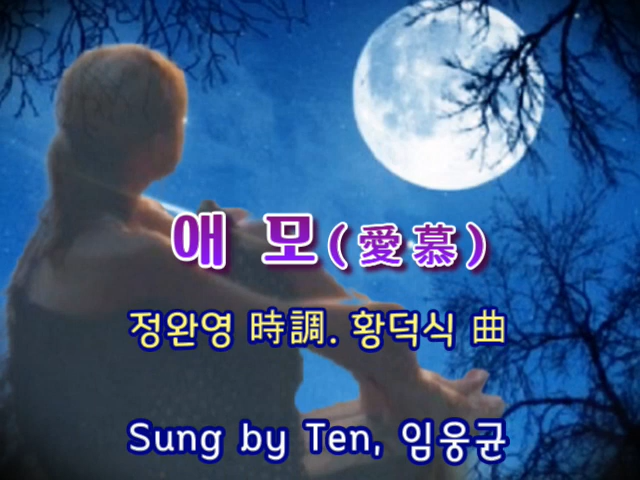 애 모(愛慕)
정완영 時調. 황덕식 曲
Sung by Ten, 임웅균